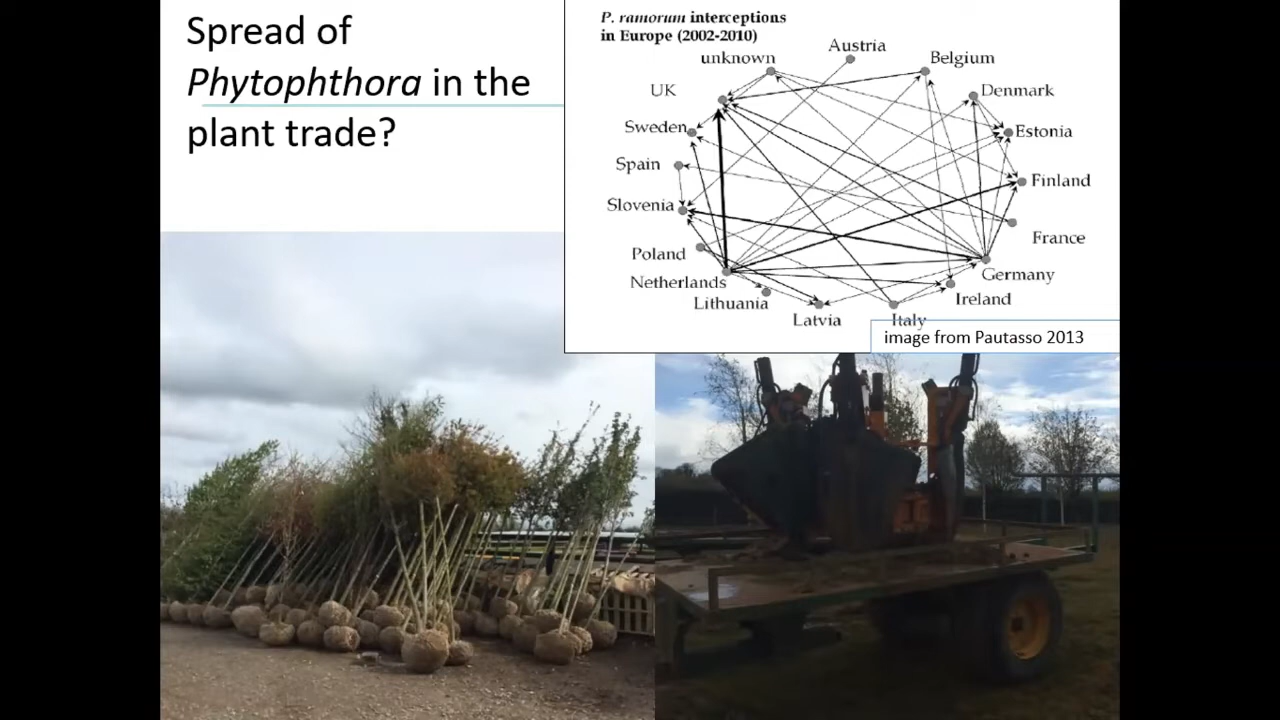 Spread of
Phytophthora in the
plant trade?
P. ramorum interceptions
in Europe (2002-2010)
Austria
unknown
Belgium
UK
Denmark
Sweden
Estonia
Spain
Finland
Slovenia
France
Poland
Germany
Netherlands
Ireland
Lithuania
Latvia
Italy
image from Pautasso 2013